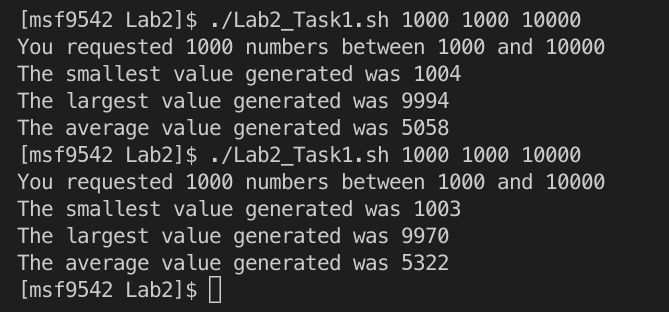 [msf9542 Lab2]$ ./Lab2_Task1.sh 1000 1000 10000
You requested 1000 numbers between 1000 and 10000
The smallest value generated was 1004
The largest value generated was 9994
The average value generated was 5058
[msf9542 Lab2]$ ./Lab2_Task1.sh 1000 1000 10000
You requested 1000 numbers between 1000 and 10000
The smallest value generated was 1003
The largest value generated was 9970
The average value generated was 5322
[msf9542 Lab2]$